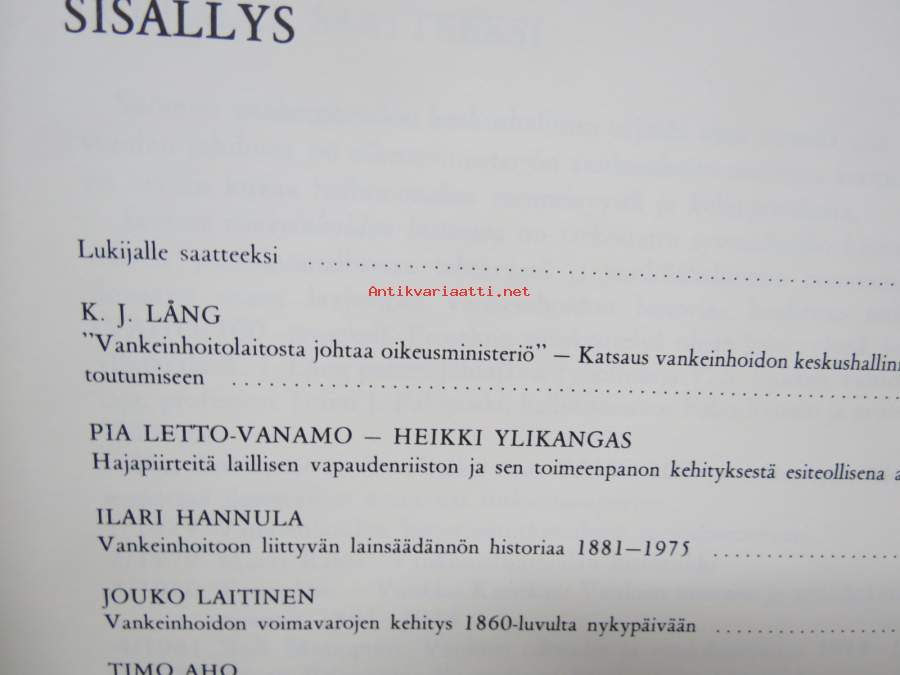 SISÄLLYS
Lukijalle saatteeksi
Antikvariaatti.net
K. J. LÅNG
"Vankeinhoitolaitosta johtaa oikeusministeriö" — Katsaus vankeinhoidon
toutumiseen
PIA LETTO-VANAMO — HEIKKI YLIKANGAS
Hajapiirteitä laillisen vapaudenriiston ja sen toimeenpanon kehityksestä esiteollisena
ILARI HANNULA
Vankeinhoitoon liittyvän lainsäädännön historiaa 1881—1975
JOUKO LAITINEN
Vankeinhoidon voimavarojen kehitys 1860-luvulta nykypäivään
TIMO AHO